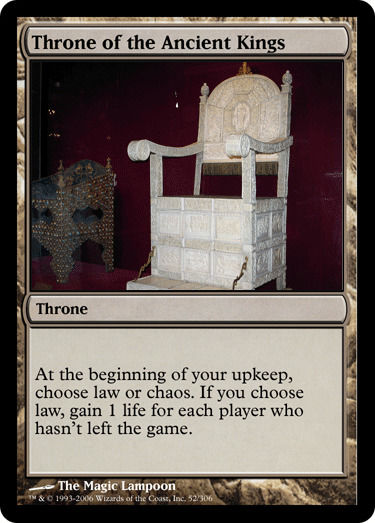 Throne of the Ancient Kings
Throne
At the beginning of your upkeep,
choose law or chaos. If you choose
law, gain 1 life for each player who
hasn't left the game.
The Magic Lampoon
™ & © 1993-2006 Wizards of the Coast, Inc. 52/306